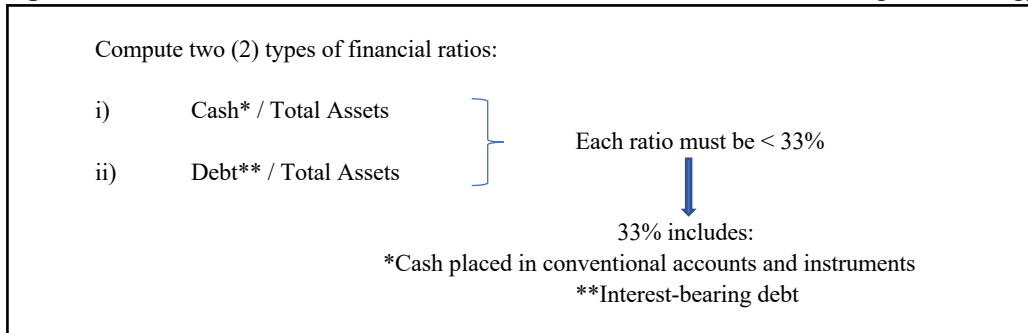 Compute two (2) types of financial ratios:
i) Cash* / Total Assets
Each ratio must be < 33%
ii) Debt** / Total Assets
33% includes:
*Cash placed in conventional accounts and instruments
**Interest-bearing debt